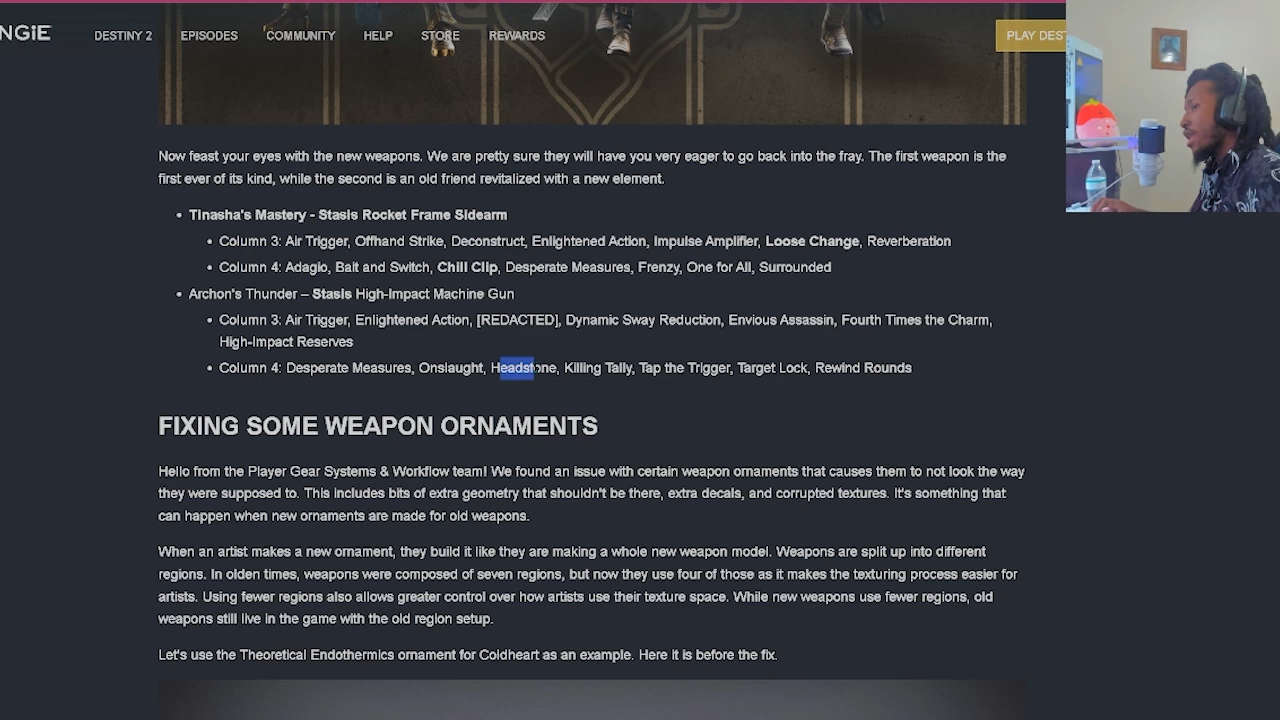 NGiE
DESTINY 2 EPISODES COMMUNITY HELP STORE REWARDS
PLAY DEST
Now feast your eyes with the new weapons. We are pretty sure they will have you very eager to go back into the fray. The first weapon is the
first ever of its kind, while the second is an old friend revitalized with a new element.
• Tinasha's Mastery - Stasis Rocket Frame Sidearm
• Column 3: Air Trigger, Offhand Strike, Deconstruct, Enlightened Action, Impulse Amplifier, Loose Change, Reverberation
• Column 4: Adagio, Bait and Switch, Chill Clip, Desperate Measures, Frenzy, One for All, Surrounded
• Archon's Thunder – Stasis High-Impact Machine Gun
• Column 3: Air Trigger, Enlightened Action, [REDACTED], Dynamic Sway Reduction, Envious Assassin, Fourth Times the Charm,
High-Impact Reserves
• Column 4: Desperate Measures, Onslaught, Headstone, Killing Tally, Tap the Trigger, Target Lock, Rewind Rounds
FIXING SOME WEAPON ORNAMENTS
Hello from the Player Gear Systems & Workflow team! We found an issue with certain weapon ornaments that causes them to not look the way
they were supposed to. This includes bits of extra geometry that shouldn't be there, extra decals, and corrupted textures. It's something that
can happen when new ornaments are made for old weapons.
When an artist makes a new ornament, they build it like they are making a whole new weapon model. Weapons are split up into different
regions. In olden times, weapons were composed of seven regions, but now they use four of those as it makes the texturing process easier for
artists. Using fewer regions also allows greater control over how artists use their texture space. While new weapons use fewer regions, old
weapons still live in the game with the old region setup.
Let's use the Theoretical Endothermics ornament for Coldheart as an example. Here it is before the fix.